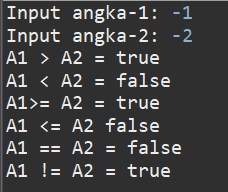 Input angka-1: -1
Input angka-2: -2
A1 > A2 = true
A1 < A2 = false
A1>= A2 = true
A1 <= A2 false
A1 == A2 = false
A1 != A2 = true